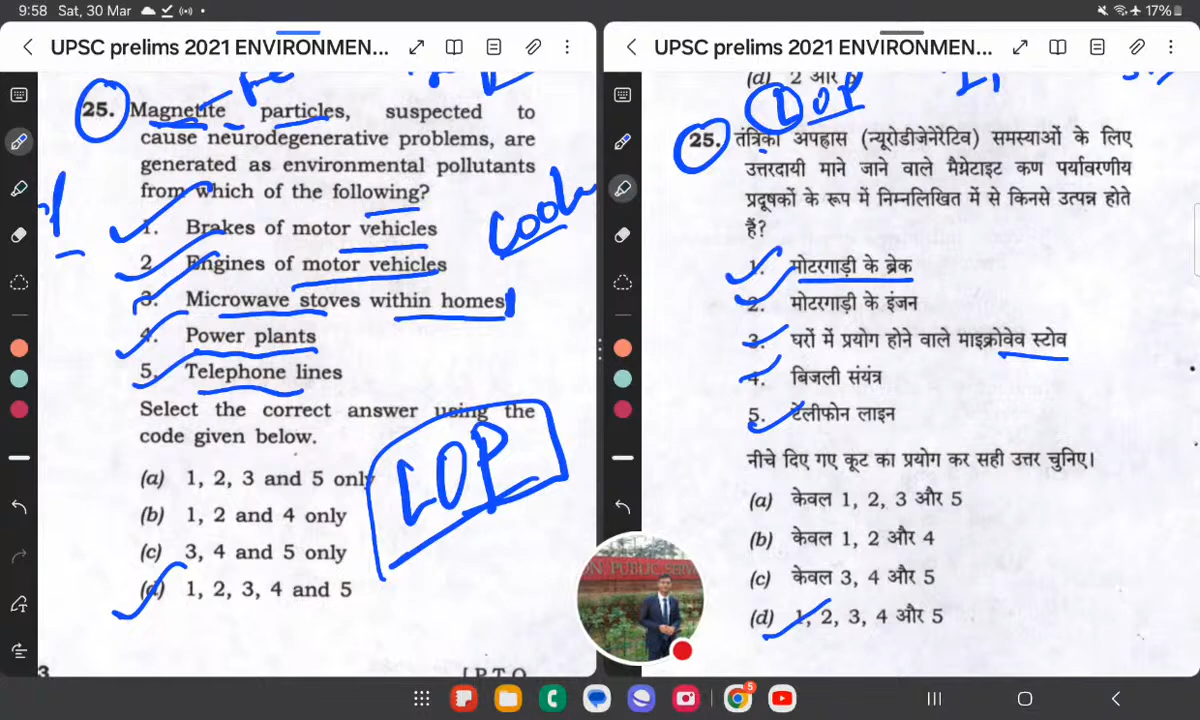 9:58 Sat, 30 Mar
17%
UPSC prelims 2021 ENVIRONMEN...
25. Magnetite particles, suspected to
cause neurodegenerative problems, are
generated as environmental pollutants
from which of the following?
1. Brakes of motor vehicles
2. Engines of motor vehicles
3. Microwave stoves within homes
4. Power plants
5. Telephone lines
Select the correct answer using the
code given below.
(a) 1, 2, 3 and 5 only
(b) 1, 2 and 4 only
(c) 3, 4 and 5 only
(d) 1, 2, 3, 4 and 5
Fe
LOP
UPSC prelims 2021 ENVIRONMEN...
(d) 2 और
LOP
25. तंत्रिका अपह्रास (न्यूरोडीजेनेरेटिव) समस्याओं के लिए
उत्तरदायी माने जाने वाले मैग्नेटाइट कण पर्यावरणीय
प्रदूषकों के रूप में निम्नलिखित में से किनसे उत्पन्न होते
हैं?
1. मोटरगाड़ी के ब्रेक
2. मोटरगाड़ी के इंजन
3. घरों में प्रयोग होने वाले माइक्रोवेव स्टोव
4. बिजली संयंत्र
5. टेलीफोन लाइन
नीचे दिए गए कूट का प्रयोग कर सही उत्तर चुनिए।
(a) केवल 1, 2, 3 और 5
(b) केवल 1, 2 और 4
(c) केवल 3, 4 और 5
(d) 1, 2, 3, 4 और 5
ON PUBLIC SERV
5